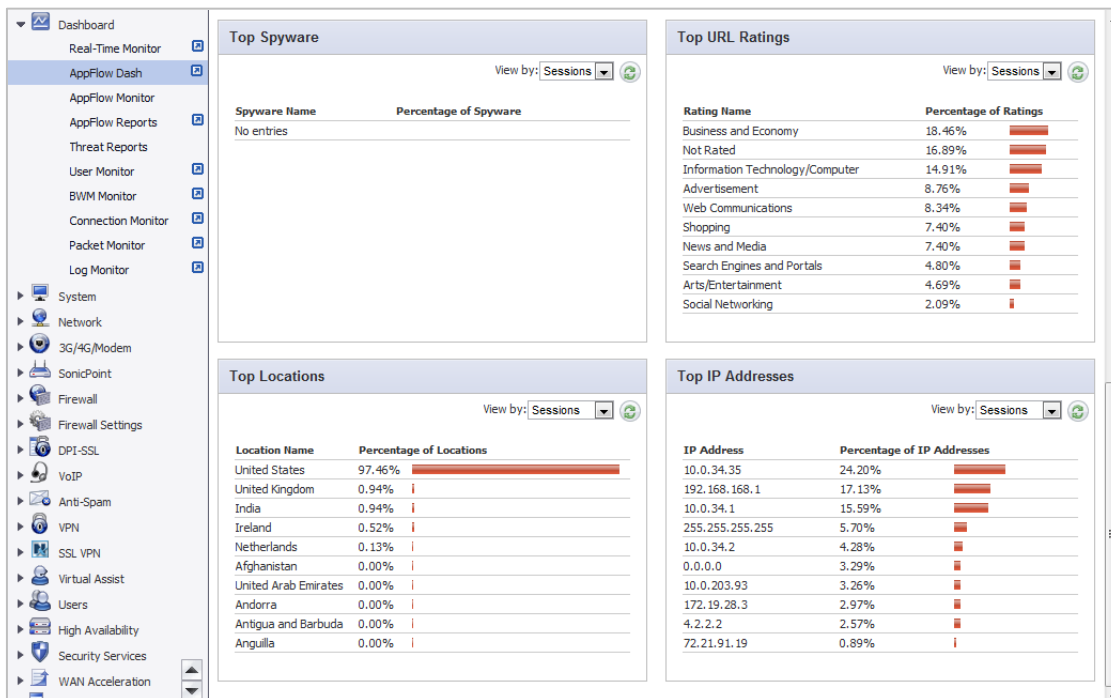 Dashboard
Real-Time Monitor
AppFlow Dash
AppFlow Monitor
AppFlow Reports
Threat Reports
User Monitor
BWM Monitor
Connection Monitor
Packet Monitor
Log Monitor
System
Network
3G/4G/Modem
SonicPoint
Firewall
Firewall Settings
DPI-SSL
VoIP
Anti-Spam
VPN
SSL VPN
Virtual Assist
Users
High Availability
Security Services
WAN Acceleration
Top Spyware
View by: Sessions
Spyware Name Percentage of Spyware
No entries
Top URL Ratings
View by: Sessions
Rating Name Percentage of Ratings
Business and Economy 18.46%
Not Rated 16.89%
Information Technology/Computer 14.91%
Advertisement 8.76%
Web Communications 8.34%
Shopping 7.40%
News and Media 7.40%
Search Engines and Portals 4.80%
Arts/Entertainment 4.69%
Social Networking 2.09%
Top Locations
View by: Sessions
Location Name Percentage of Locations
United States 97.46%
United Kingdom 0.94%
India 0.94%
Ireland 0.52%
Netherlands 0.13%
Afghanistan 0.00%
United Arab Emirates 0.00%
Andorra 0.00%
Antigua and Barbuda 0.00%
Anguilla 0.00%
Top IP Addresses
View by: Sessions
IP Address Percentage of IP Addresses
10.0.34.35 24.20%
192.168.168.1 17.13%
10.0.34.1 15.59%
255.255.255.255 5.70%
10.0.34.2 4.28%
0.0.0.0 3.29%
10.0.203.93 3.26%
172.19.28.3 2.97%
4.2.2.2 2.57%
72.21.91.19 0.89%